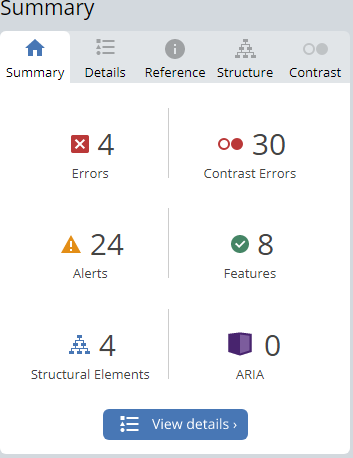 Summary
Summary Details Reference Structure Contrast
4 30
Errors Contrast Errors
24 8
Alerts Features
4 0
Structural Elements ARIA
View details ›